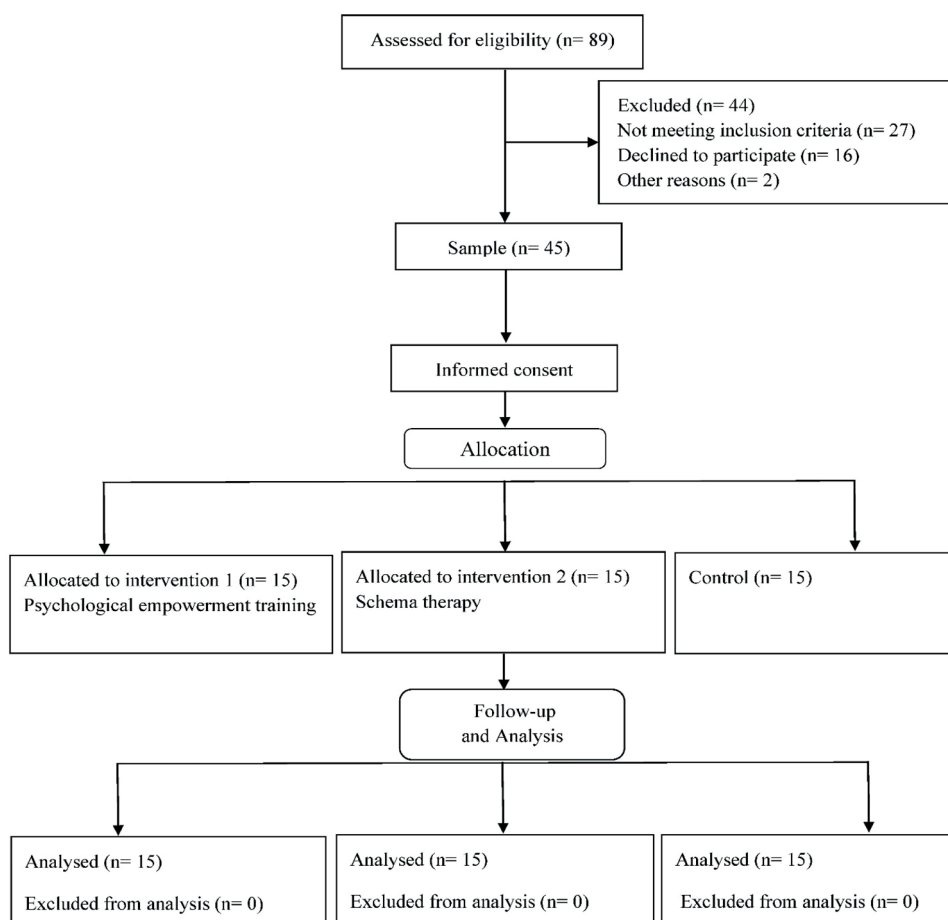 Assessed for eligibility (n= 89)
Excluded (n= 44)
Not meeting inclusion criteria (n= 27)
Declined to participate (n= 16)
Other reasons (n= 2)
Sample (n= 45)
Informed consent
Allocation
Allocated to intervention 1 (n= 15)
Psychological empowerment training
Allocated to intervention 2 (n= 15)
Schema therapy
Control (n= 15)
Follow-up
and Analysis
Analysed (n= 15)
Excluded from analysis (n= 0)
Analysed (n= 15)
Excluded from analysis (n= 0)
Analysed (n= 15)
Excluded from analysis (n= 0)